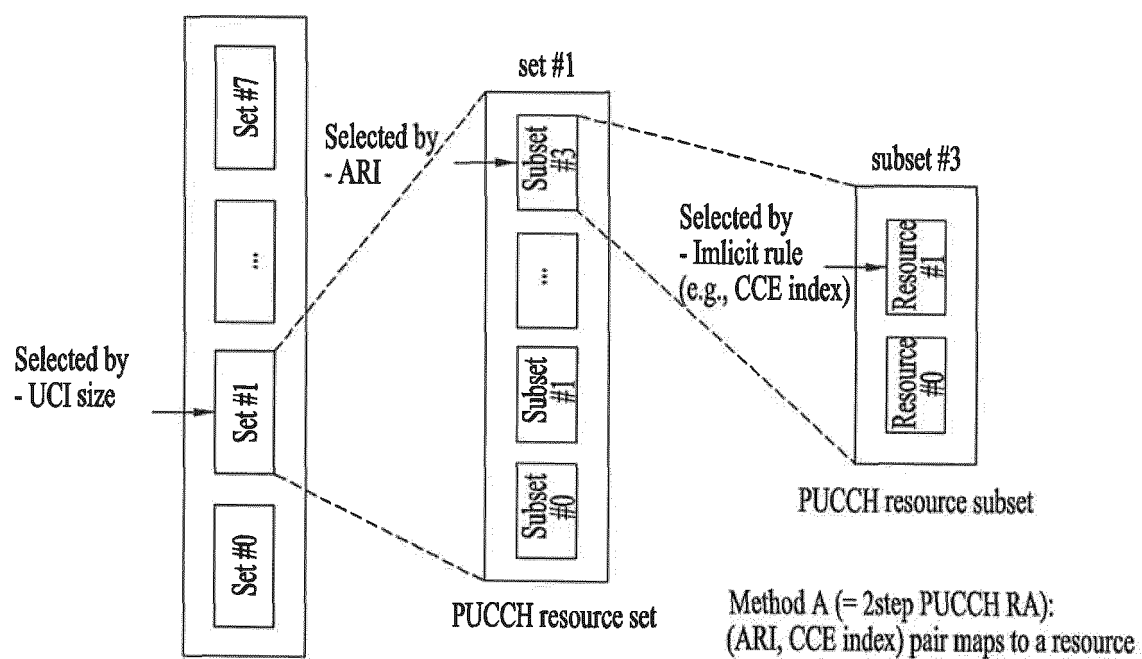 Set #7
...
Set #1
Set #0
Selected by
- UCI size
set #1
Selected by
- ARI
Subset
#3
...
Subset
#1
Subset
#0
PUCCH resource set
subset #3
Selected by
- Imlicit rule
(e.g., CCE index)
Resource
#1
Resource
#0
PUCCH resource subset
Method A (= 2step PUCCH RA):
(ARI, CCE index) pair maps to a resource